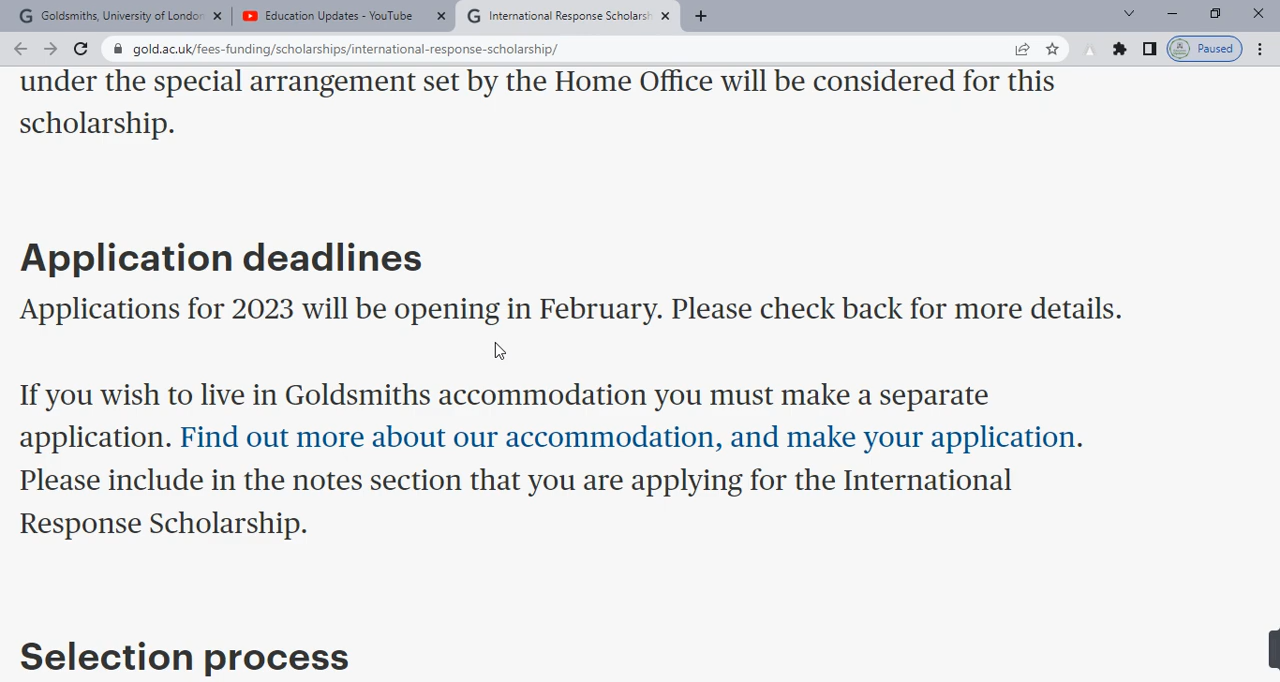 Goldsmiths, University of London
Education Updates - YouTube
International Response Scholarsh
gold.ac.uk/fees-funding/scholarships/international-response-scholarship/
Paused
under the special arrangement set by the Home Office will be considered for this
scholarship.
Application deadlines
Applications for 2023 will be opening in February. Please check back for more details.
If you wish to live in Goldsmiths accommodation you must make a separate
application. Find out more about our accommodation, and make your application.
Please include in the notes section that you are applying for the International
Response Scholarship.
Selection process